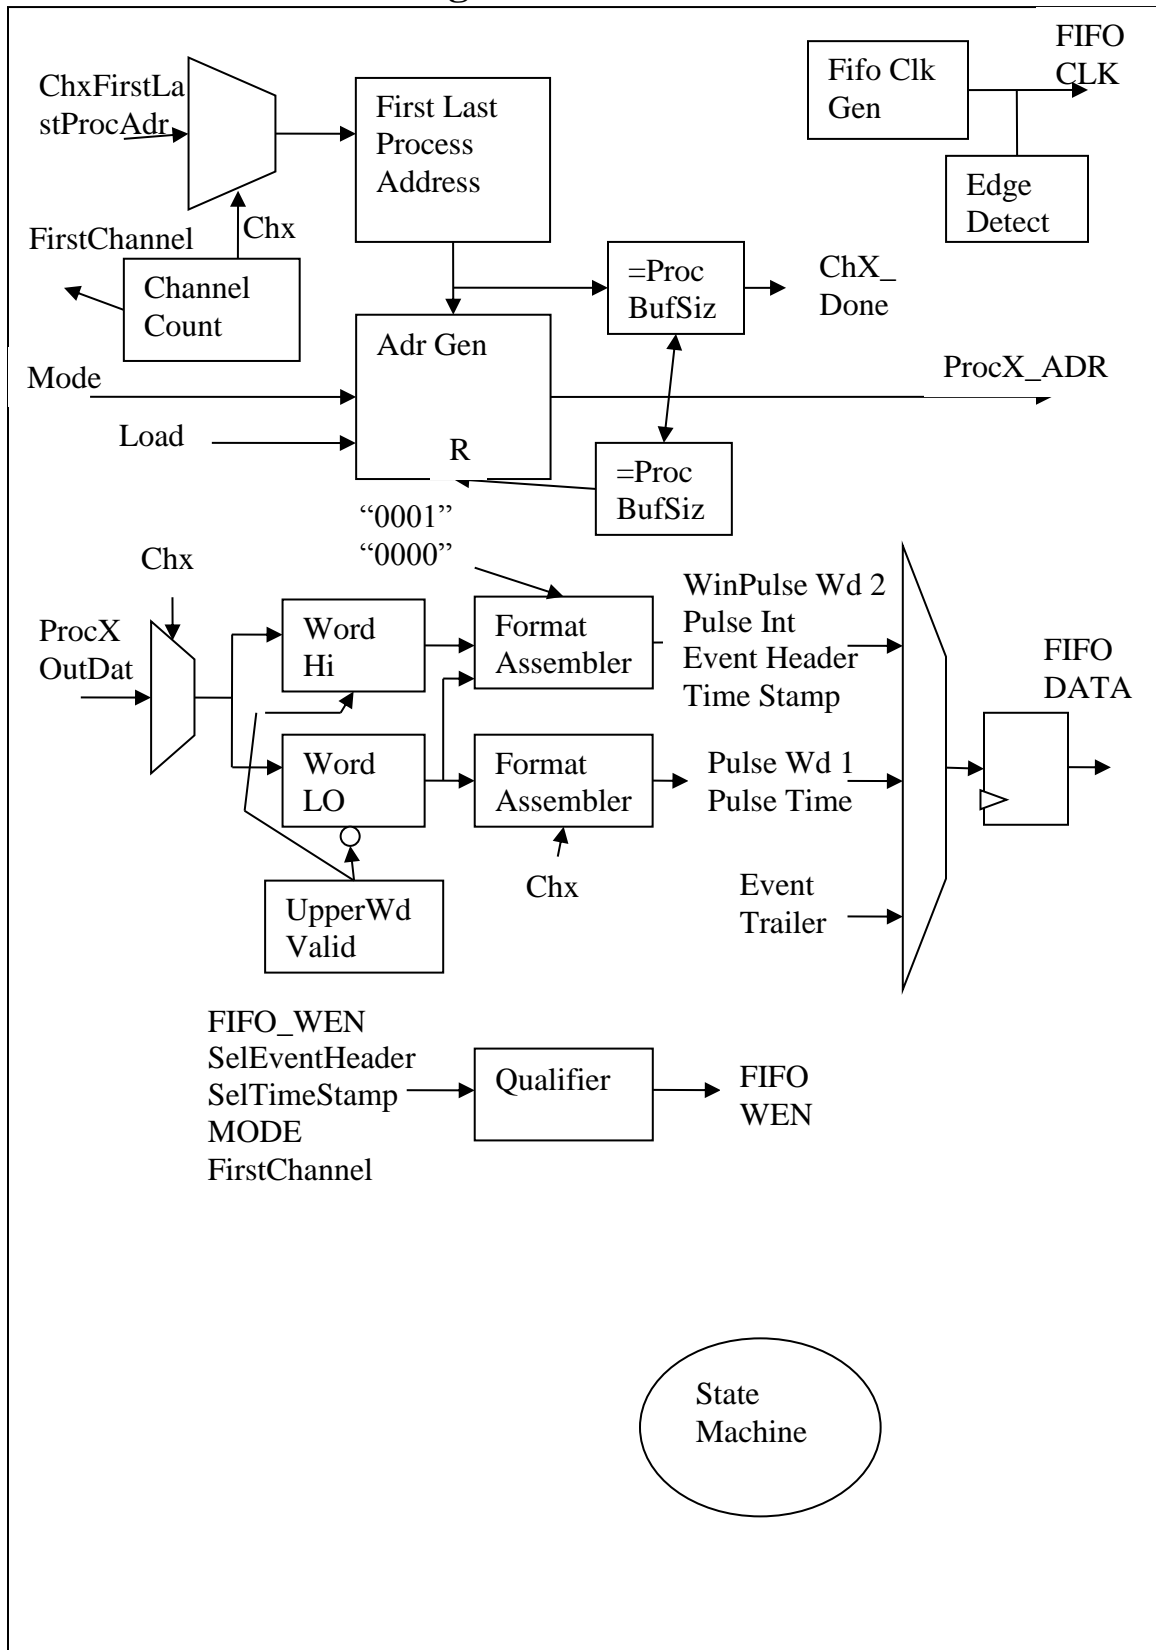 g
FIFO
CLK
Fifo Clk
Gen
ChxFirstLa
stProcAdr
First Last
Process
Address
Edge
Detect
FirstChannel
Chx
Channel
Count
=Proc
BufSiz
ChX_
Done
Adr Gen
R
Mode
Load
ProcX_ADR
=Proc
BufSiz
“0001”
“0000”
Chx
ProcX
OutDat
Word
Hi
Format
Assembler
WinPulse Wd 2
Pulse Int
Event Header
Time Stamp
FIFO
DATA
Word
LO
Format
Assembler
Pulse Wd 1
Pulse Time
Chx
UpperWd
Valid
Event
Trailer
FIFO_WEN
SelEventHeader
SelTimeStamp
MODE
FirstChannel
Qualifier
FIFO
WEN
State
Machine